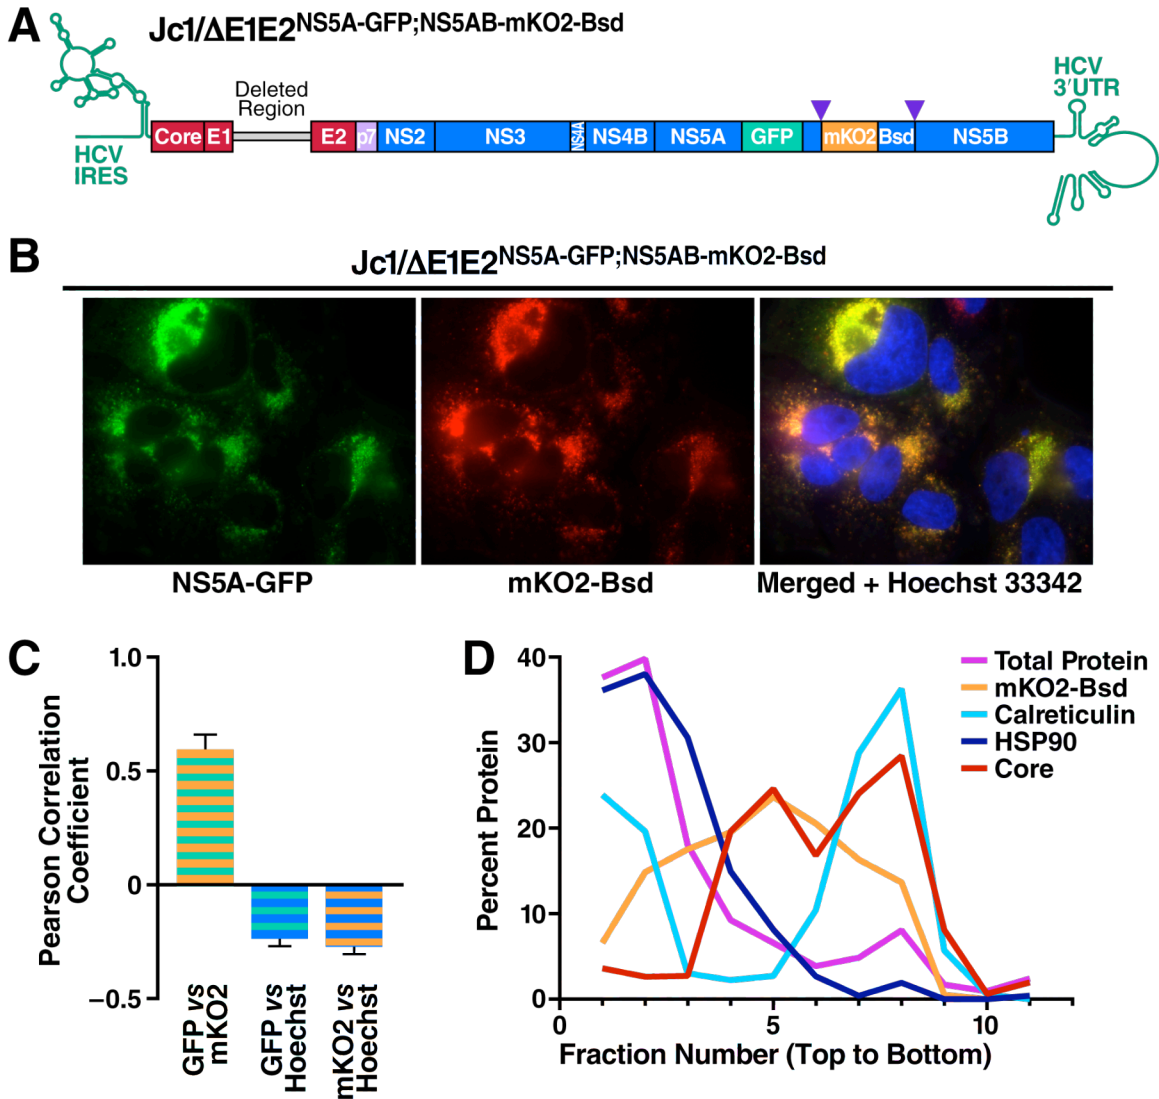 A
Jc1/ΔE1E2NS5A-GFP;NS5AB-mKO2-Bsd
Deleted
Region
HCV
3′UTR
Core E1 E2 p7 NS2 NS3 NS4A NS4B NS5A GFP mKO2 Bsd NS5B
HCV
IRES
B
Jc1/ΔE1E2NS5A-GFP;NS5AB-mKO2-Bsd
NS5A-GFP mKO2-Bsd Merged + Hoechst 33342
C
Pearson Correlation
Coefficient
1.0
0.5
0
−0.5
GFP vs
mKO2
GFP vs
Hoechst
mKO2 vs
Hoechst
D
Percent Protein
40
30
20
10
0
Total Protein
mKO2-Bsd
Calreticulin
HSP90
Core
0 5 10
Fraction Number (Top to Bottom)